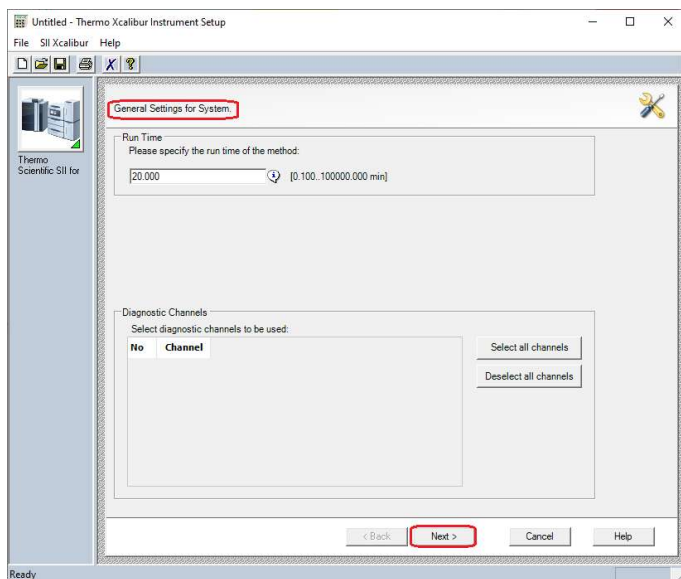 Untitled - Thermo Xcalibur Instrument Setup
File SII Xcalibur Help
Thermo
Scientific SII for
General Settings for System.
Run Time
Please specify the run time of the method:
20.000 [0.100..100000.000 min]
Diagnostic Channels
Select diagnostic channels to be used:
No Channel
Select all channels
Deselect all channels
< Back Next > Cancel Help
Ready